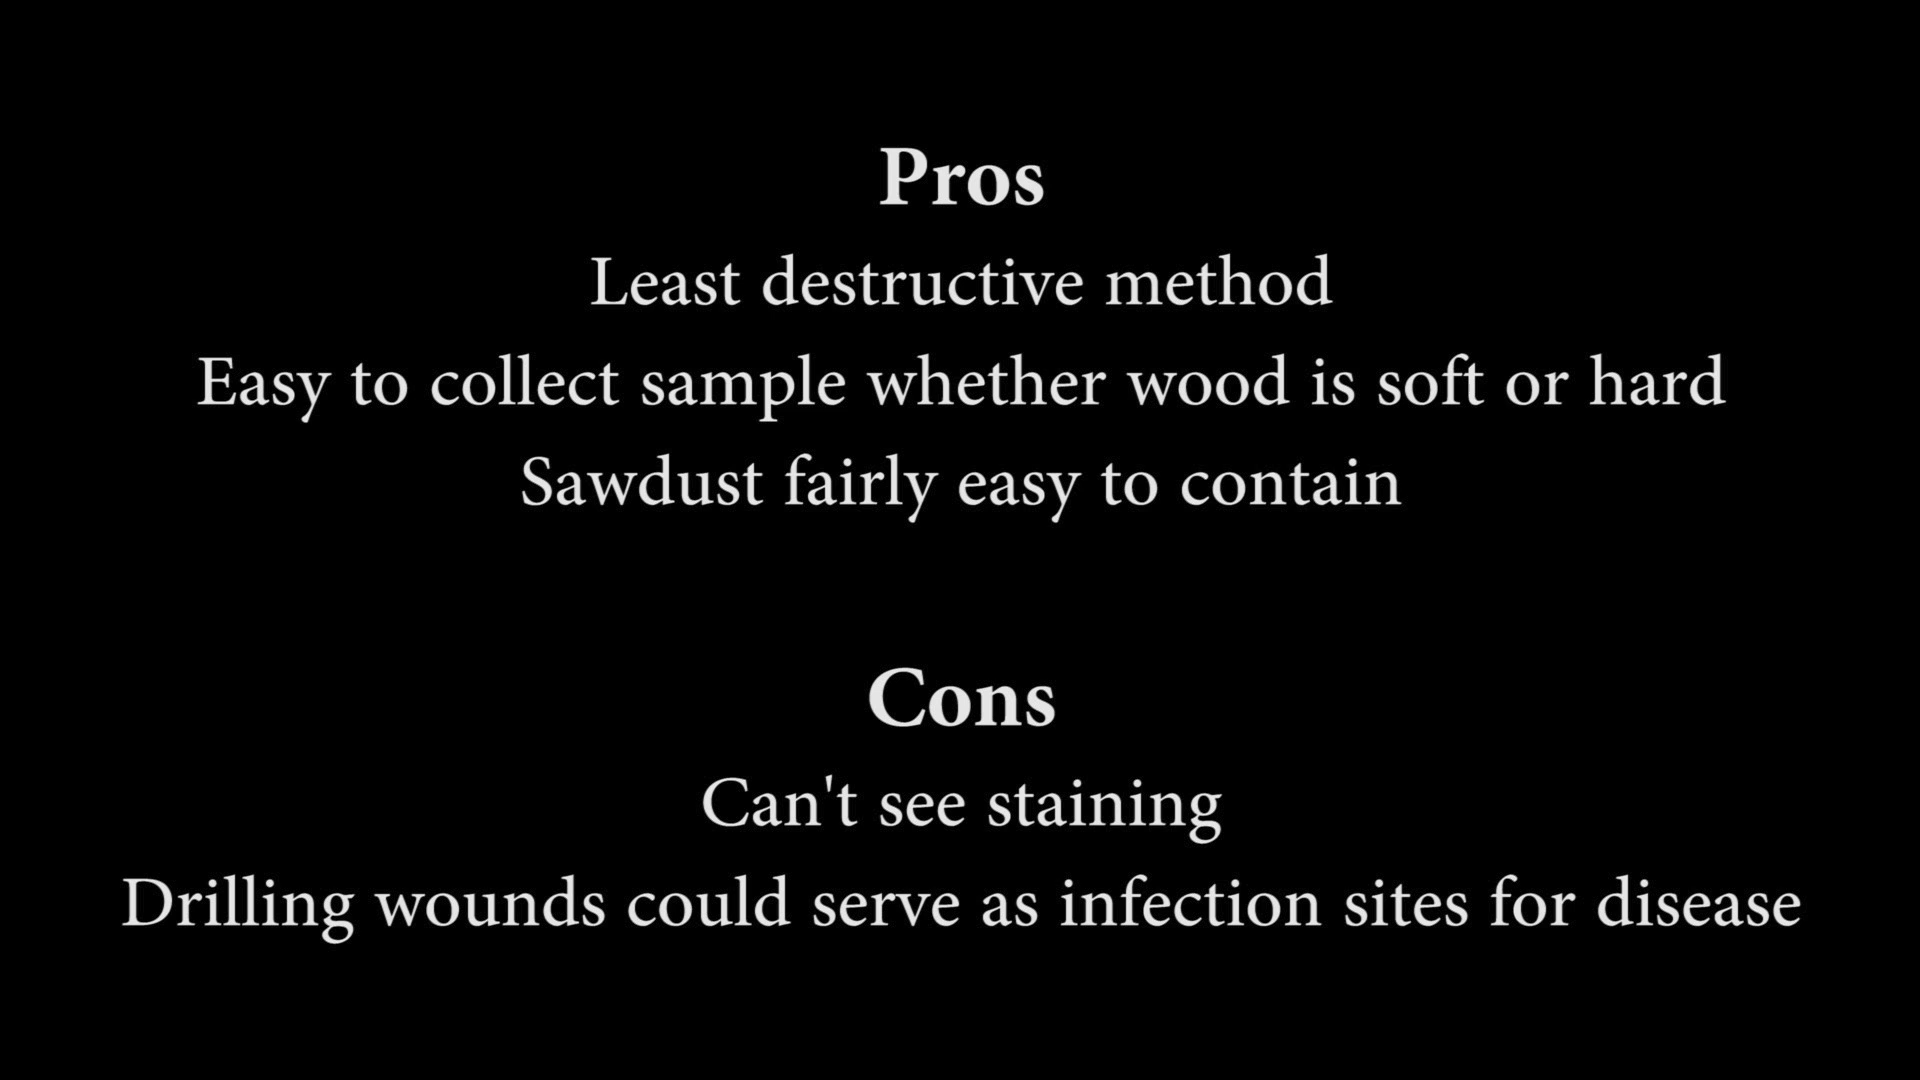 Pros
Least destructive method
Easy to collect sample whether wood is soft or hard
Sawdust fairly easy to contain
Cons
Can't see staining
Drilling wounds could serve as infection sites for disease